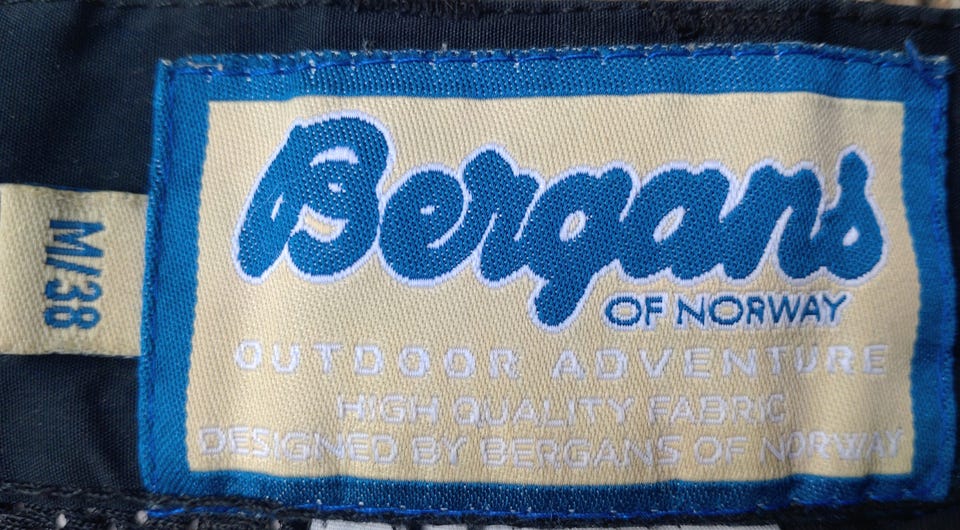 Bergans
OF NORWAY
OUTDOOR ADVENTURE
HIGH QUALITY FABRIC
DESIGNED BY BERGANS OF NORWAY
M/38